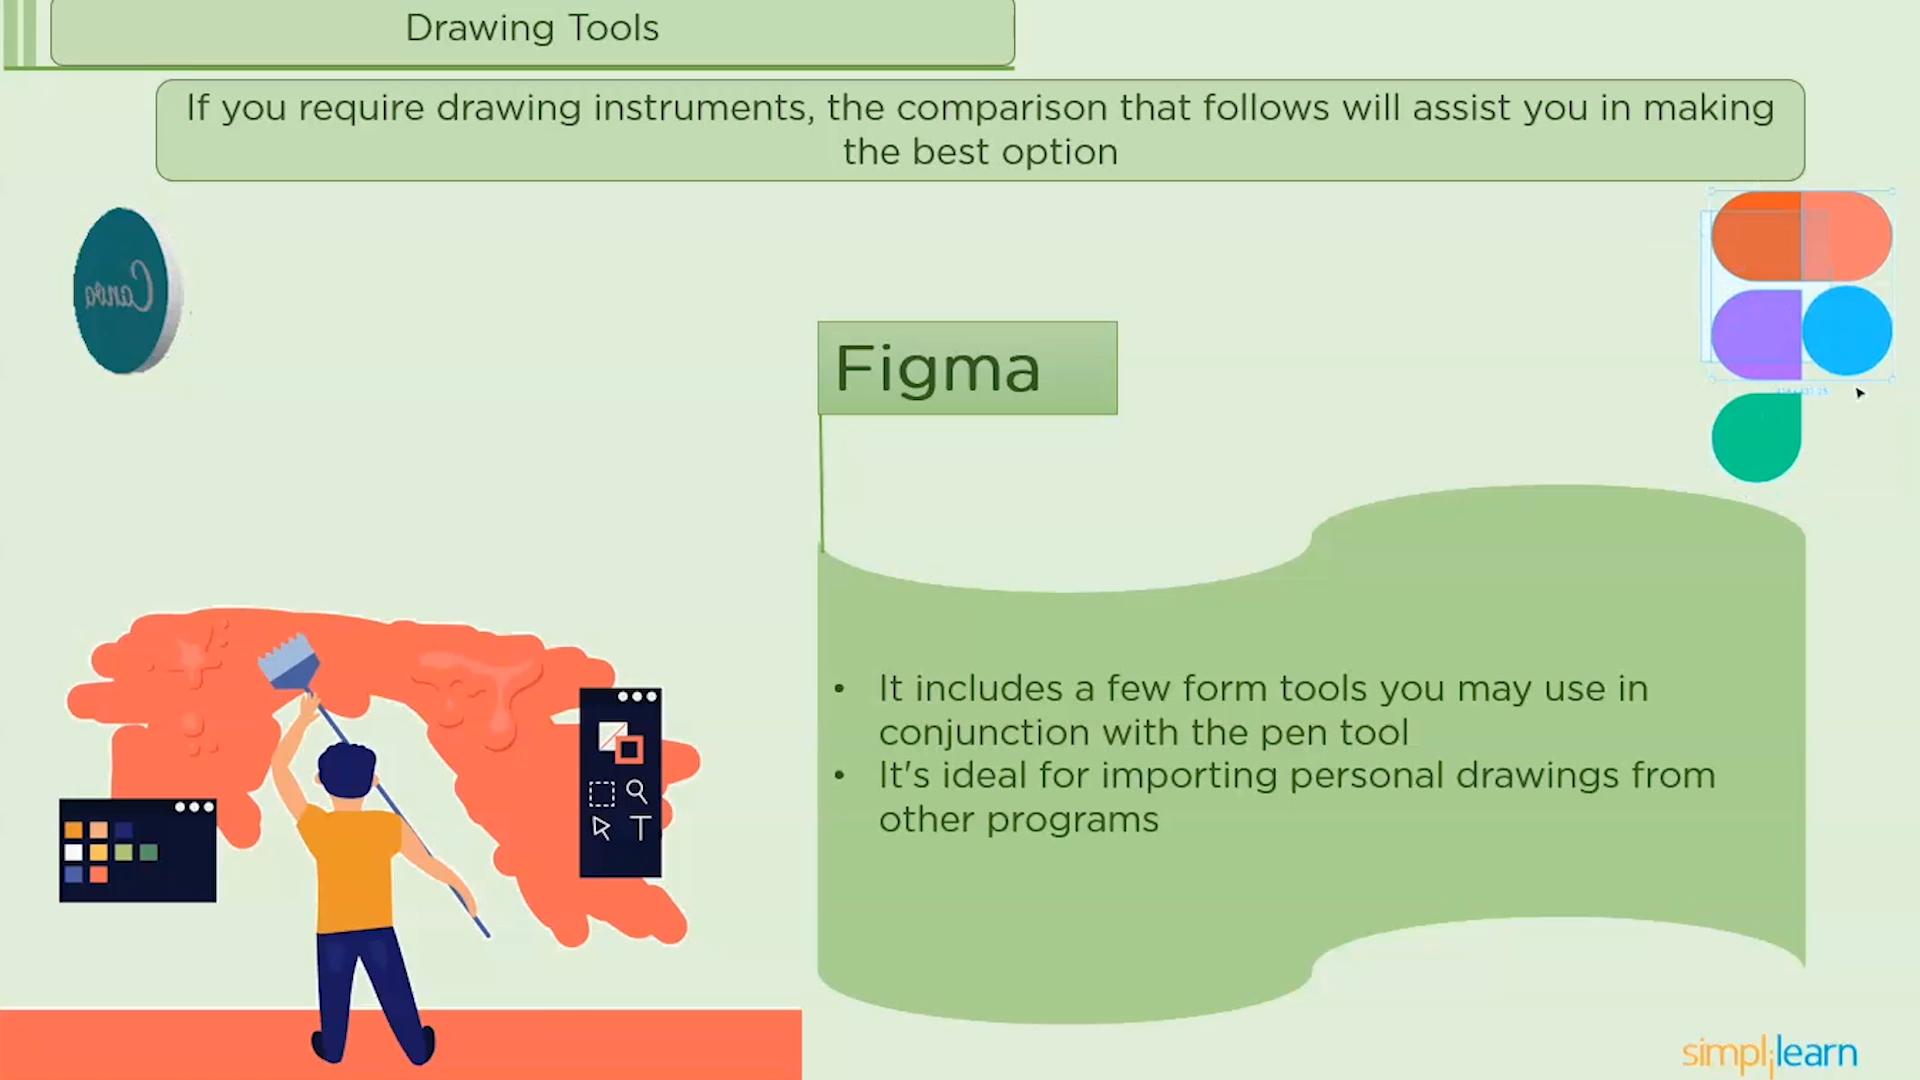 Drawing Tools
If you require drawing instruments, the comparison that follows will assist you in making
the best option
Canva
Figma
• It includes a few form tools you may use in
conjunction with the pen tool
• It's ideal for importing personal drawings from
other programs
T
simplilearn